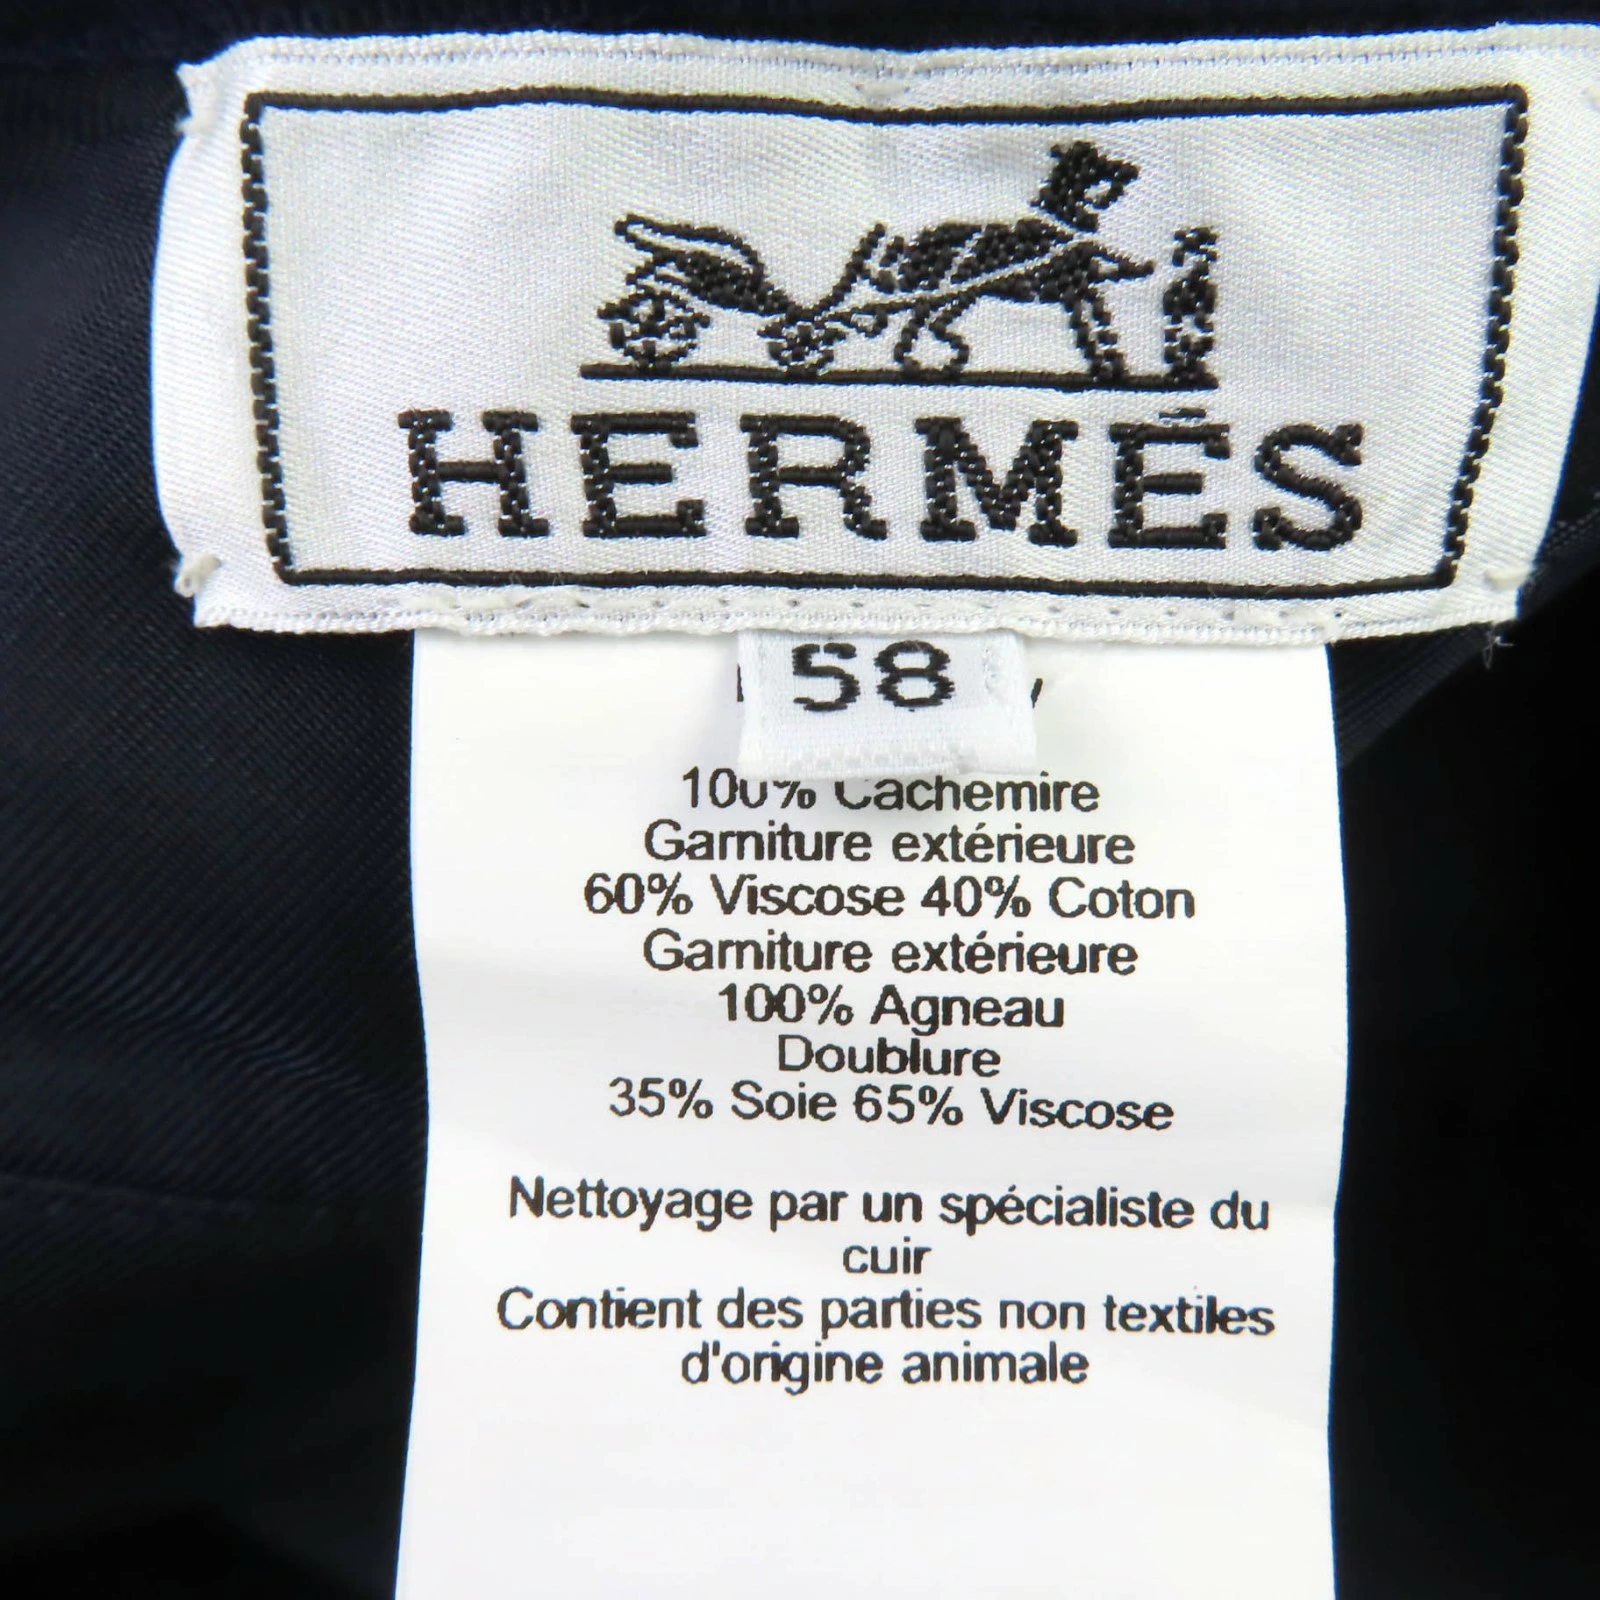 HERMÈS
58
100% Cachemire
Garniture extérieure
60% Viscose 40% Coton
Garniture extérieure
100% Agneau
Doublure
35% Soie 65% Viscose
Nettoyage par un spécialiste du
cuir
Contient des parties non textiles
d'origine animale